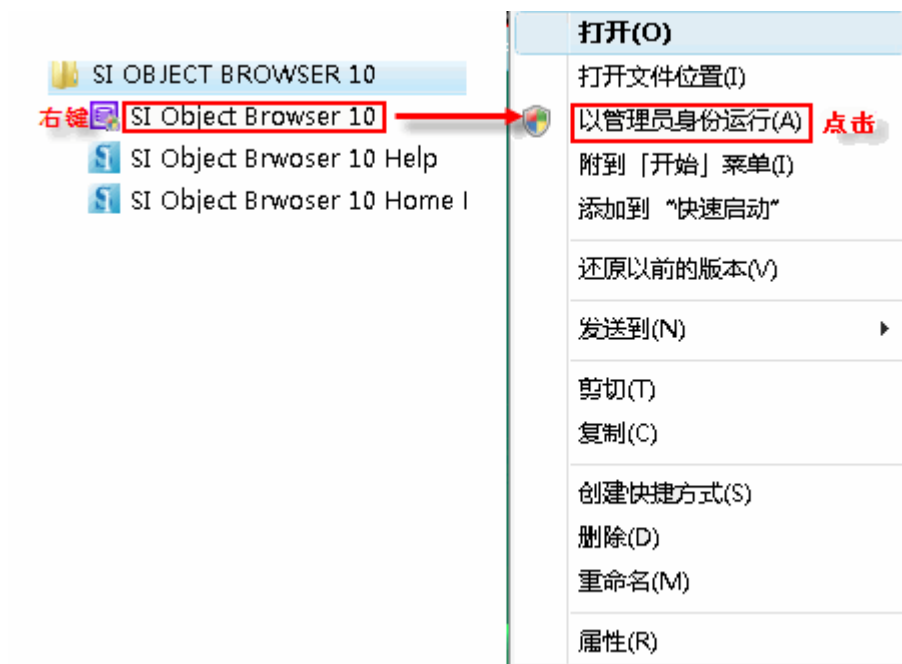 SI OBJECT BROWSER 10
右键 SI Object Browser 10
SI Object Brwoser 10 Help
SI Object Brwoser 10 Home
打开(O)
打开文件位置(I)
以管理员身份运行(A) 点击
附到「开始」菜单(I)
添加到 “快速启动”
还原以前的版本(V)
发送到(N)
剪切(T)
复制(C)
创建快捷方式(S)
删除(D)
重命名(M)
属性(R)